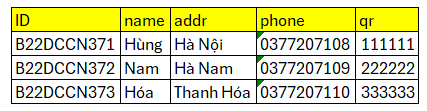 ID name addr phone qr
B22DCCN371 Hùng Hà Nội 0377207108 111111
B22DCCN372 Nam Hà Nam 0377207109 222222
B22DCCN373 Hóa Thanh Hóa 0377207110 333333